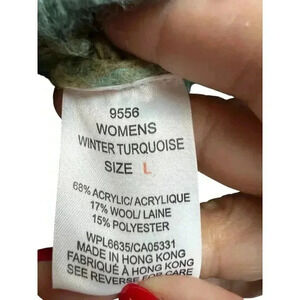 9556
WOMENS
WINTER TURQUOISE
SIZE L
68% ACRYLIC/ ACRYLIQUE
17% WOOL/ LAINE
15% POLYESTER
WPL6635/CA05331
MADE IN HONG KONG
FABRIQUÉ À HONG KONG
SEE REVERSE FOR CARE